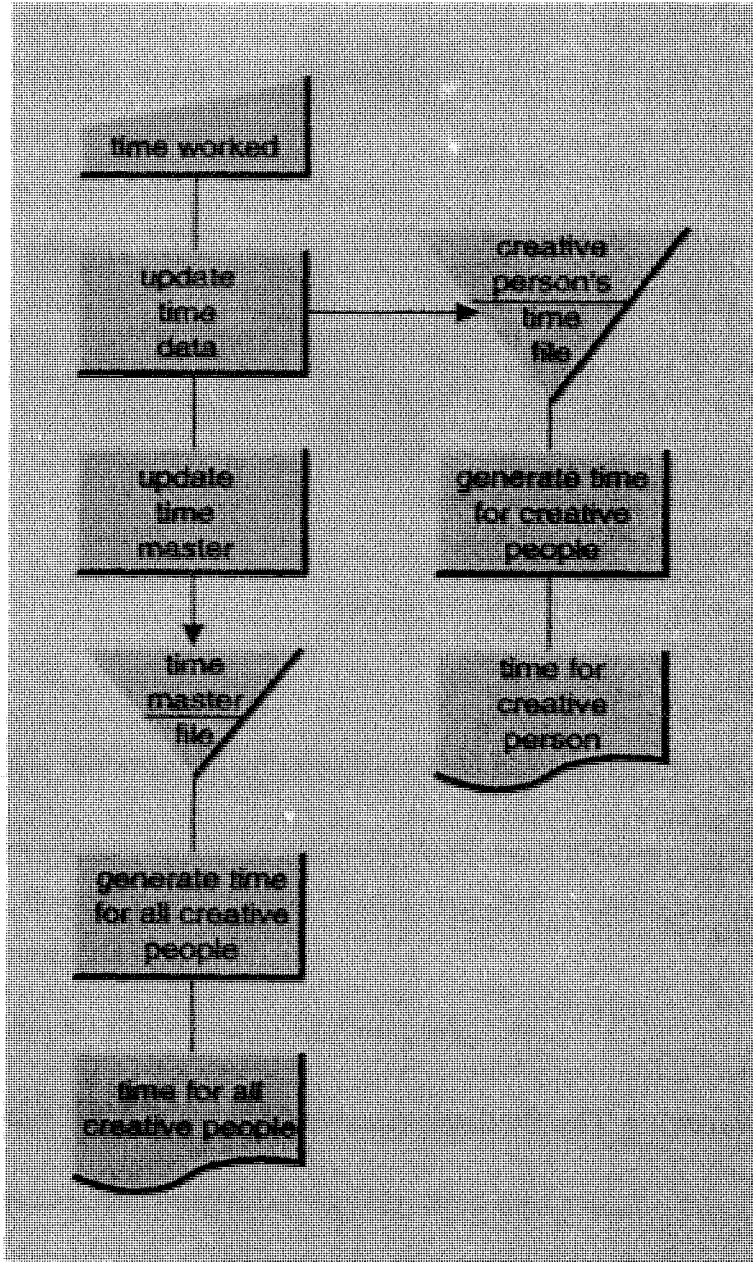 time worked
update
time
data
creative
person's
time
file
update
time
master
generate time
for creative
people
time
master
file
time for
creative
person
generate time
for all creative
people
time for all
creative people